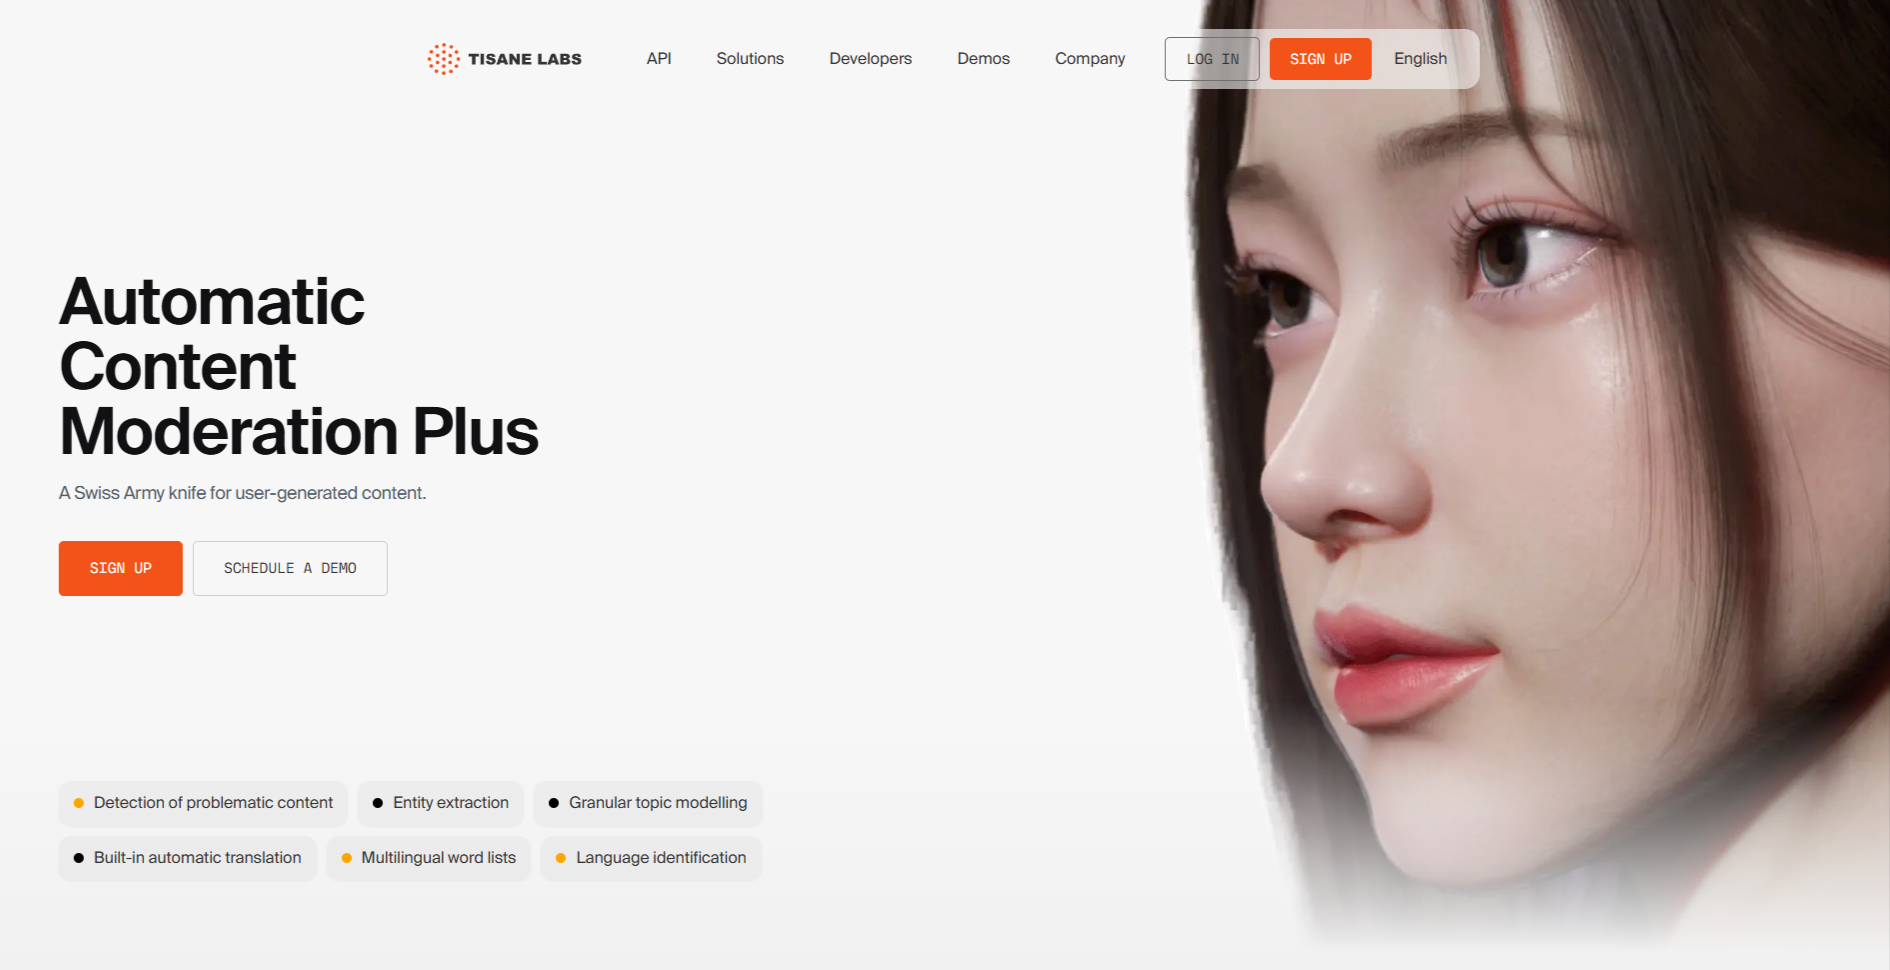 TISANE LABS
API
Solutions
Developers
Demos
Company
LOG IN
SIGN UP
English
Automatic
Content
Moderation Plus
A Swiss Army knife for user-generated content.
SIGN UP
SCHEDULE A DEMO
Detection of problematic content
Entity extraction
Granular topic modelling
Built-in automatic translation
Multilingual word lists
Language identification